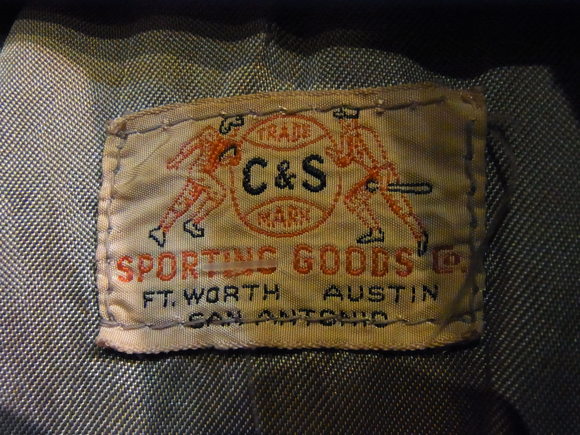 TRADE
C & S
MARK
SPORTING GOODS CO.
FT. WORTH AUSTIN
SAN ANTONIO